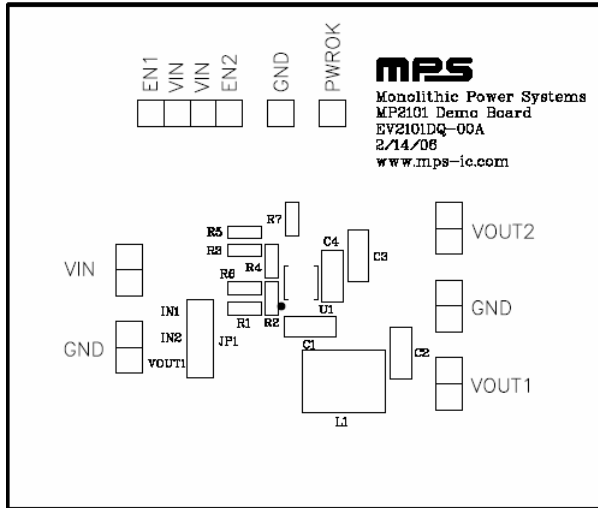 EN1
VIN
VIN
EN2
GND
PWROK
MPS
Monolithic Power Systems
MP2101 Demo Board
EV2101DQ-00A
2/14/06
www.mps-ic.com
R7
R5
R3
R4
C4
C3
VOUT2
VIN
R6
U1
GND
IN1
R1
R2
IN2
JP1
C1
C2
GND
VOUT1
VOUT1
L1